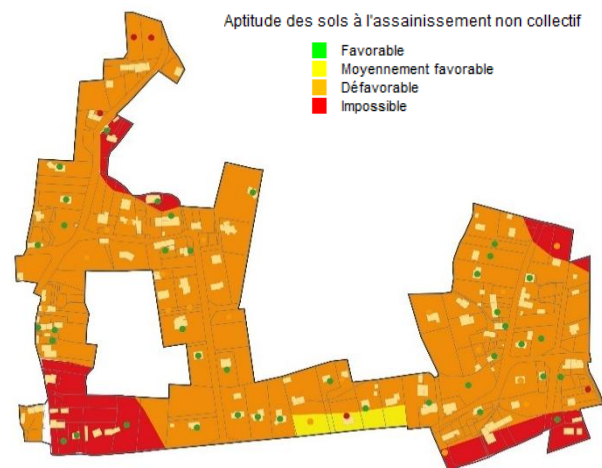 Aptitude des sols à l'assainissement non collectif
Favorable
Moyennement favorable
Défavorable
Impossible